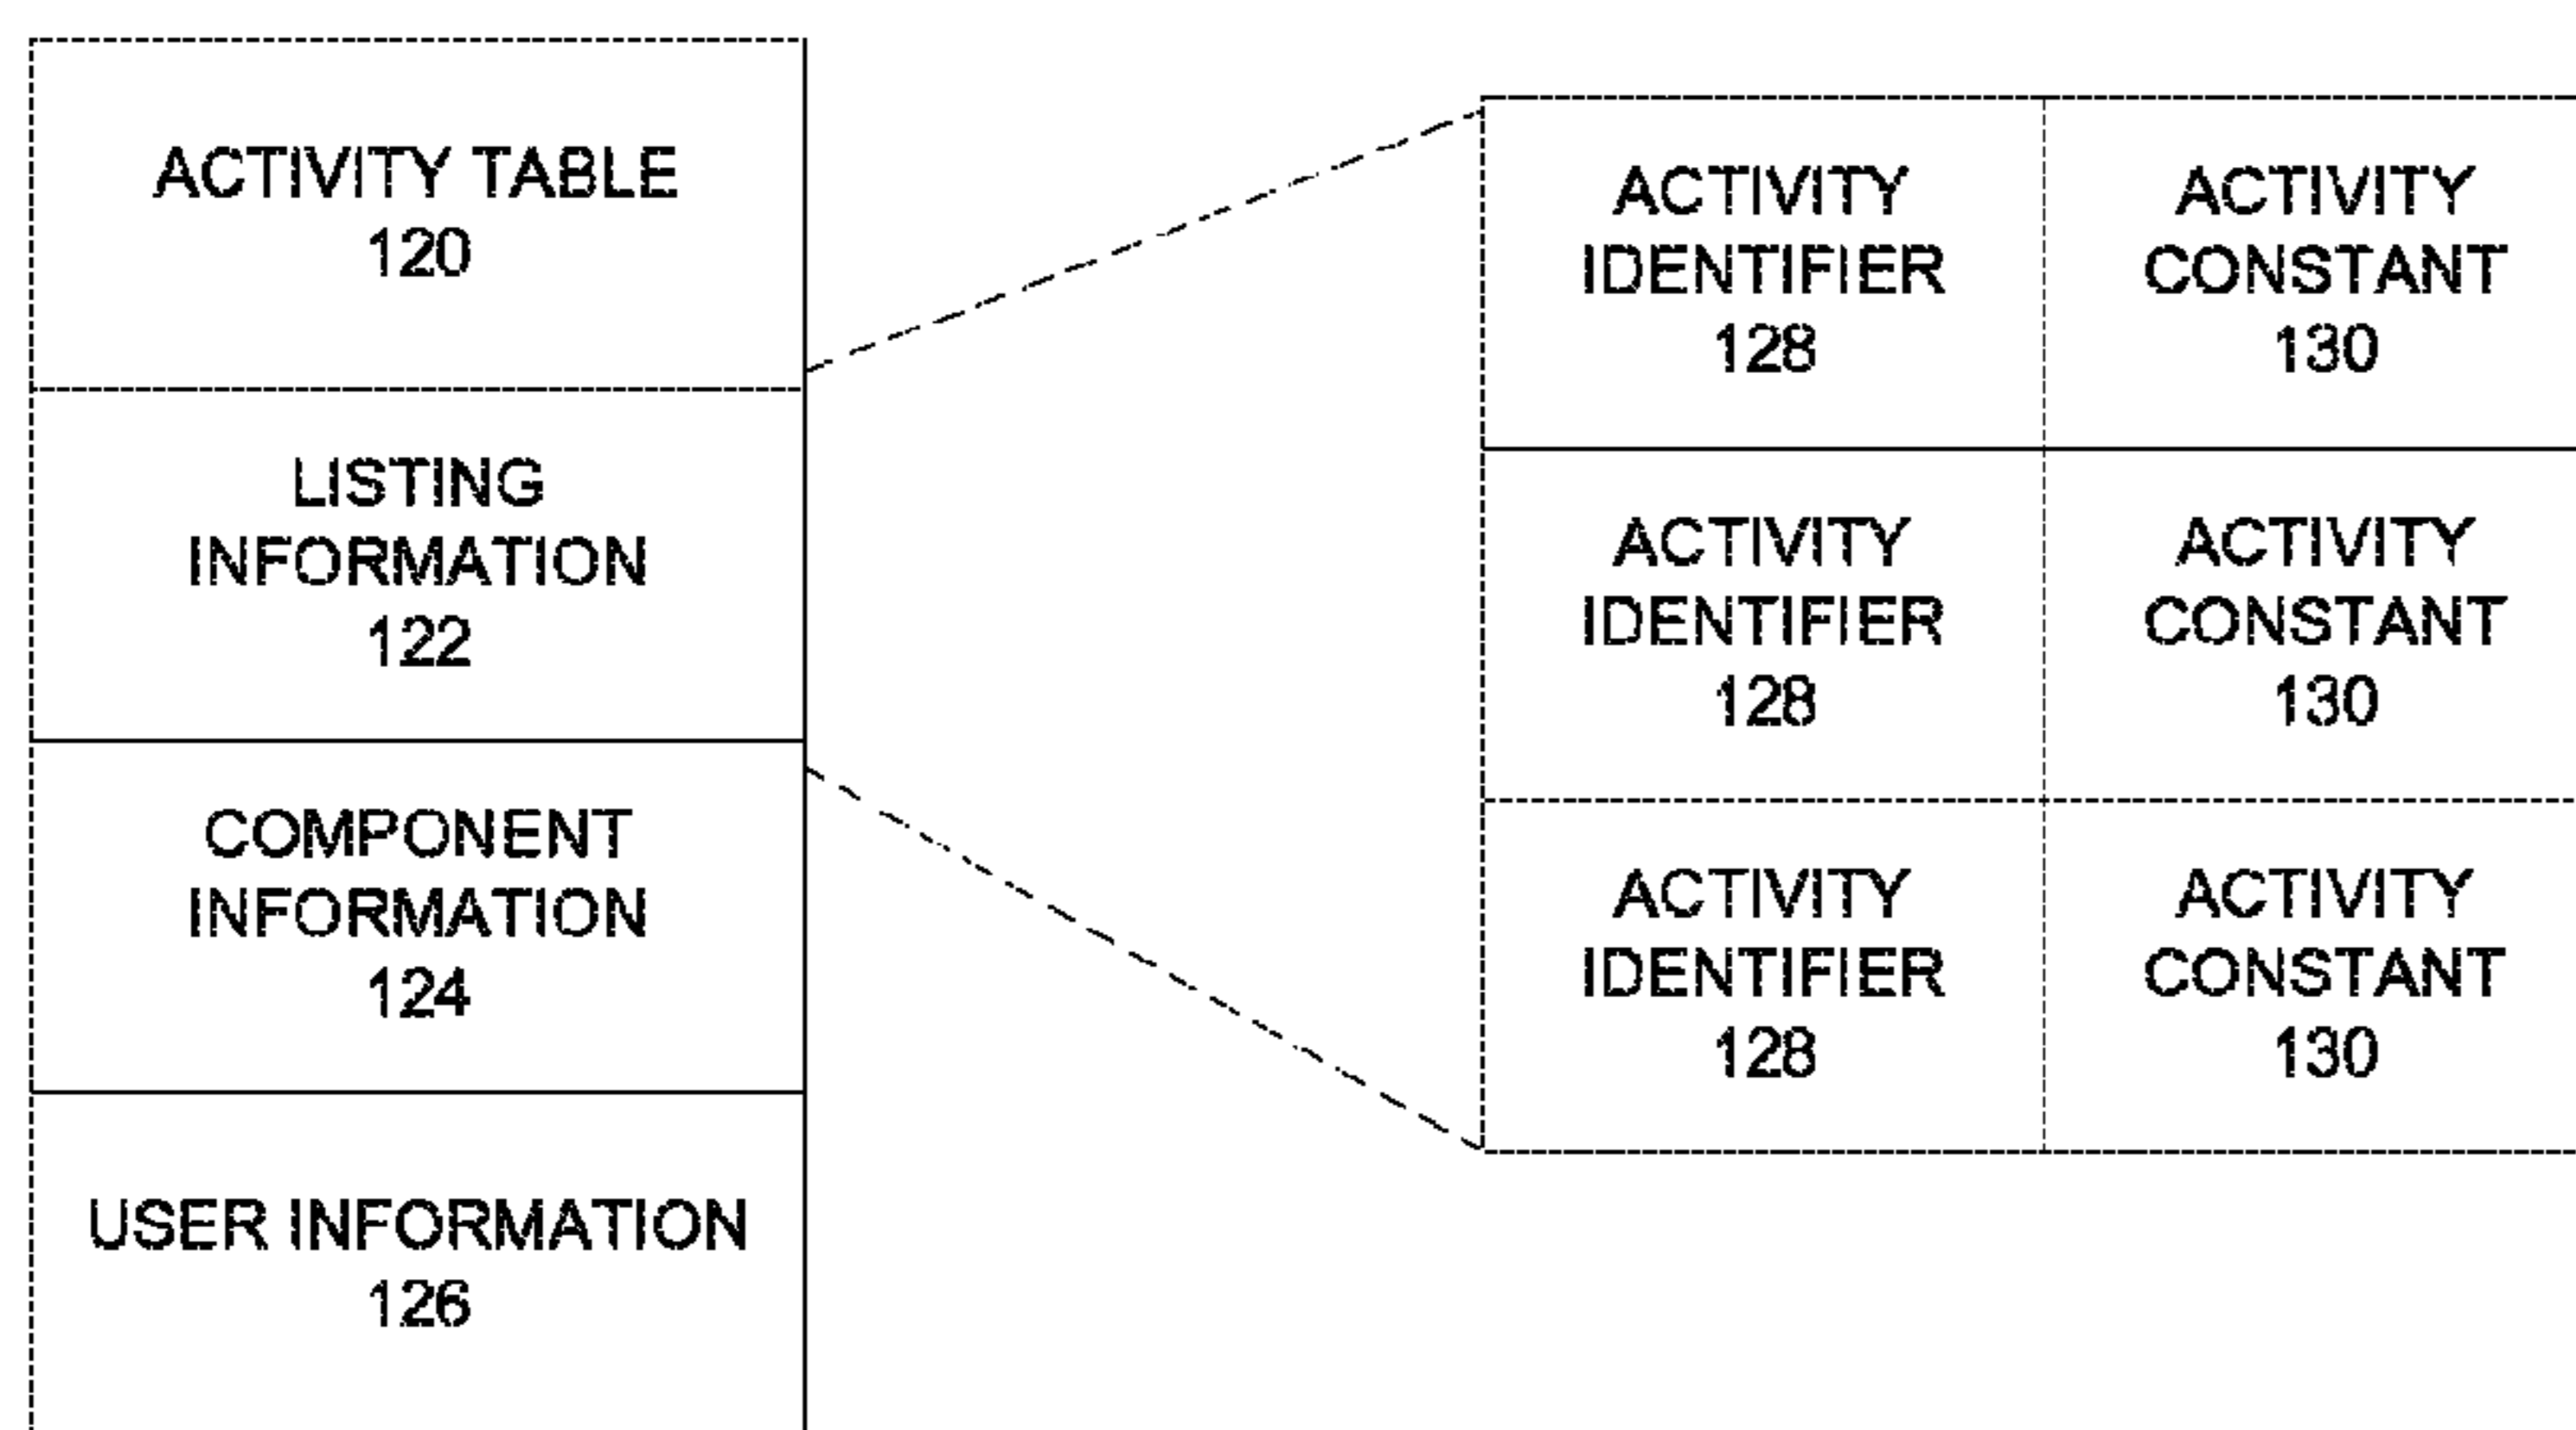 ACTIVITY TABLE
120
LISTING
INFORMATION
122
COMPONENT
INFORMATION
124
USER INFORMATION
126
ACTIVITY
IDENTIFIER
128
ACTIVITY
CONSTANT
130
ACTIVITY
IDENTIFIER
128
ACTIVITY
CONSTANT
130
ACTIVITY
IDENTIFIER
128
ACTIVITY
CONSTANT
130